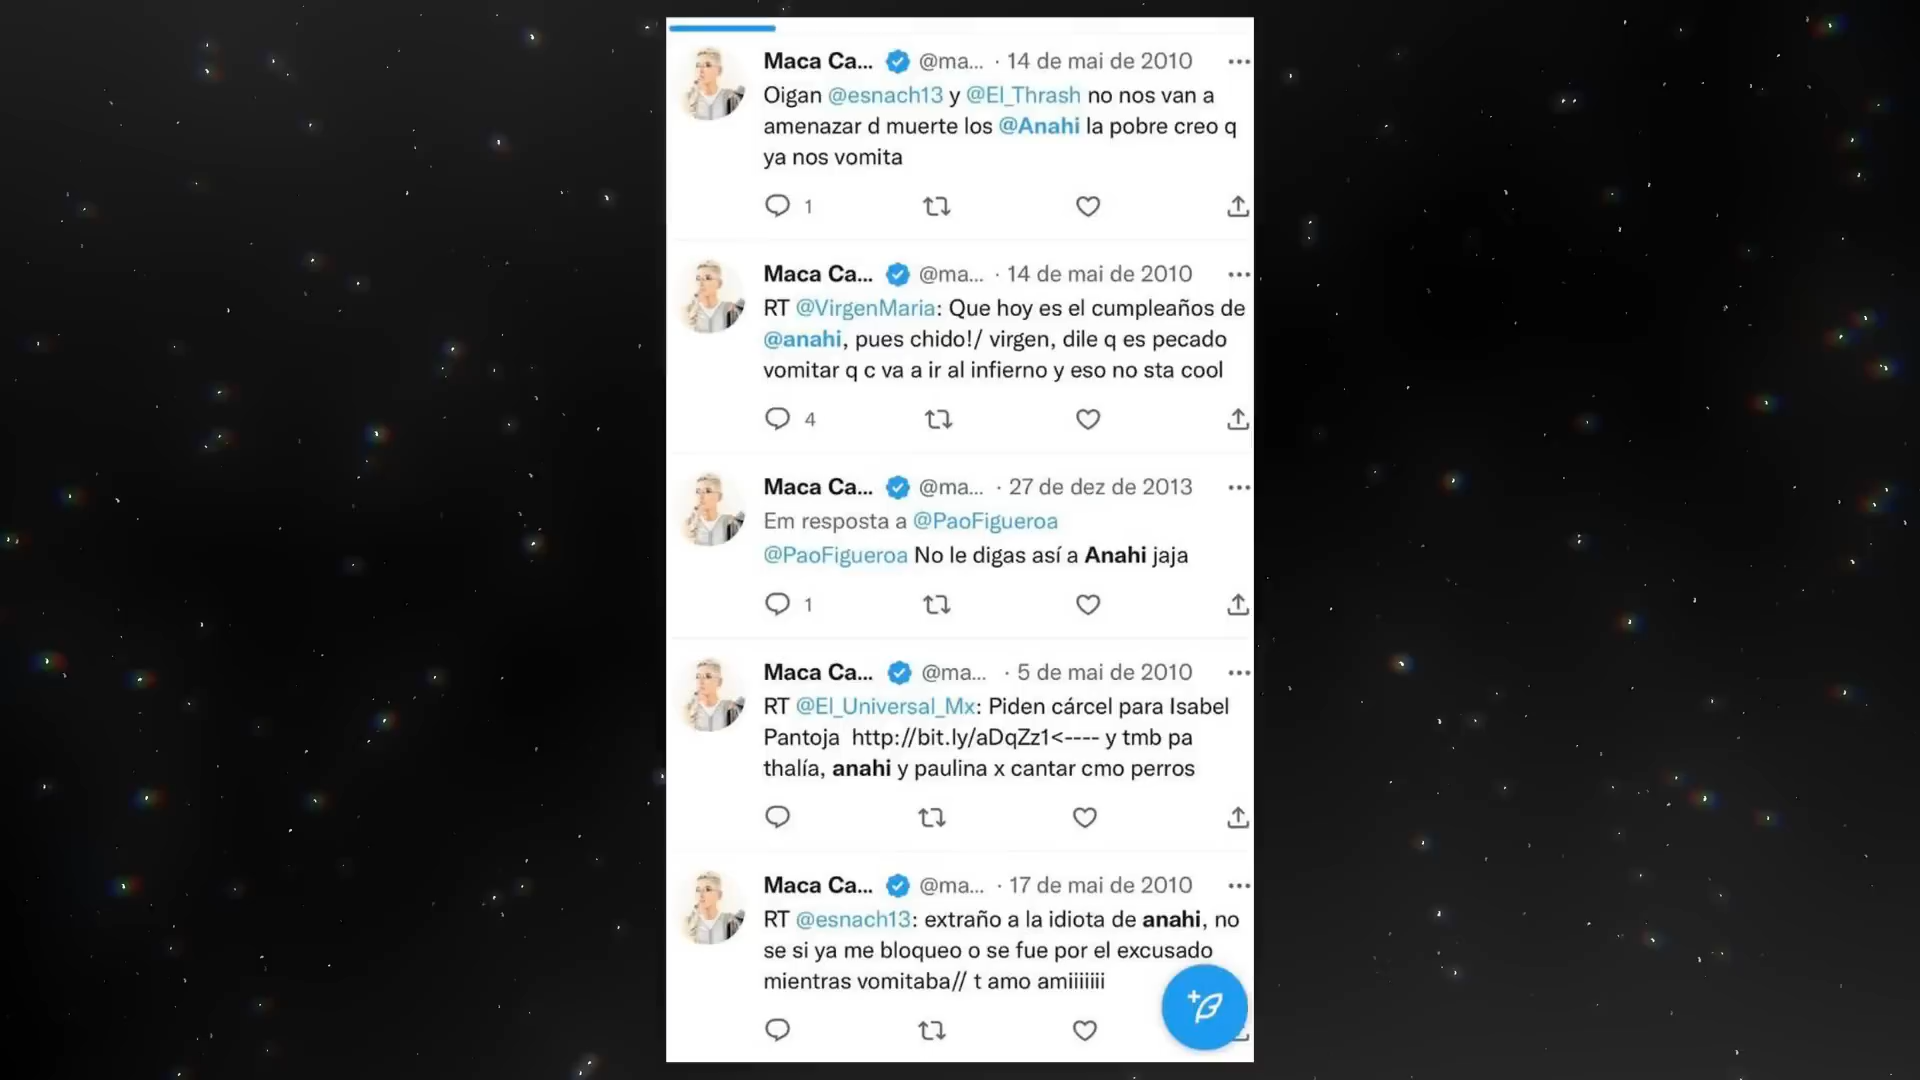 Maca Ca... @ma... · 14 de mai de 2010 ...
Oigan @esnach13 y @El_Thrash no nos van a
amenazar d muerte los @Anahi la pobre creo q
ya nos vomita
1
Maca Ca... @ma... · 14 de mai de 2010 ...
RT @VirgenMaria: Que hoy es el cumpleaños de
@anahi, pues chido!/ virgen, dile q es pecado
vomitar q c va a ir al infierno y eso no sta cool
4
Maca Ca... @ma... · 27 de dez de 2013 ...
Em resposta a @PaoFigueroa
@PaoFigueroa No le digas así a Anahi jaja
1
Maca Ca... @ma... · 5 de mai de 2010 ...
RT @El_Universal_Mx: Piden cárcel para Isabel
Pantoja http://bit.ly/aDqZz1<---- y tmb pa
thalía, anahi y paulina x cantar cmo perros
Maca Ca... @ma... · 17 de mai de 2010 ...
RT @esnach13: extraño a la idiota de anahi, no
se si ya me bloqueo o se fue por el excusado
mientras vomitaba// t amo amiiiiiii